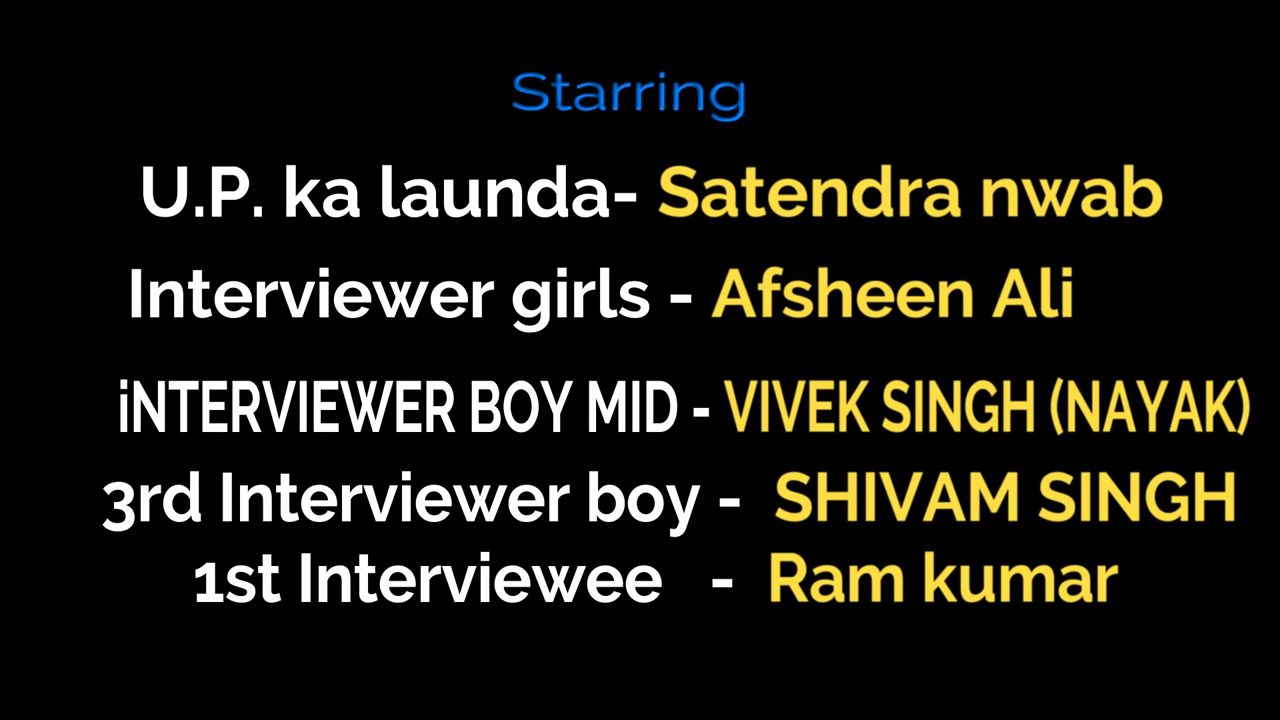 Starring
U.P. ka launda- Satendra nwab
Interviewer girls - Afsheen Ali
iNTERVIEWER BOY MID - VIVEK SINGH (NAYAK)
3rd Interviewer boy - SHIVAM SINGH
1st Interviewee - Ram kumar